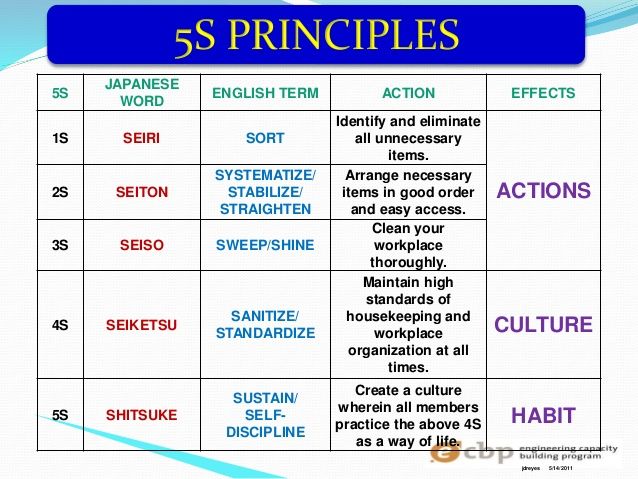 5S PRINCIPLES
5S
JAPANESE
WORD
ENGLISH TERM
ACTION
EFFECTS
1S
SEIRI
SORT
Identify and eliminate
all unnecessary
items.
ACTIONS
2S
SEITON
SYSTEMATIZE/
STABILIZE/
STRAIGHTEN
Arrange necessary
items in good order
and easy access.
3S
SEISO
SWEEP/SHINE
Clean your
workplace
thoroughly.
4S
SEIKETSU
SANITIZE/
STANDARDIZE
Maintain high
standards of
housekeeping and
workplace
organization at all
times.
CULTURE
5S
SHITSUKE
SUSTAIN/
SELF-
DISCIPLINE
Create a culture
wherein all members
practice the above 4S
as a way of life.
HABIT
ecbp engineering capacity
building program
jdreyes 5/14/2011